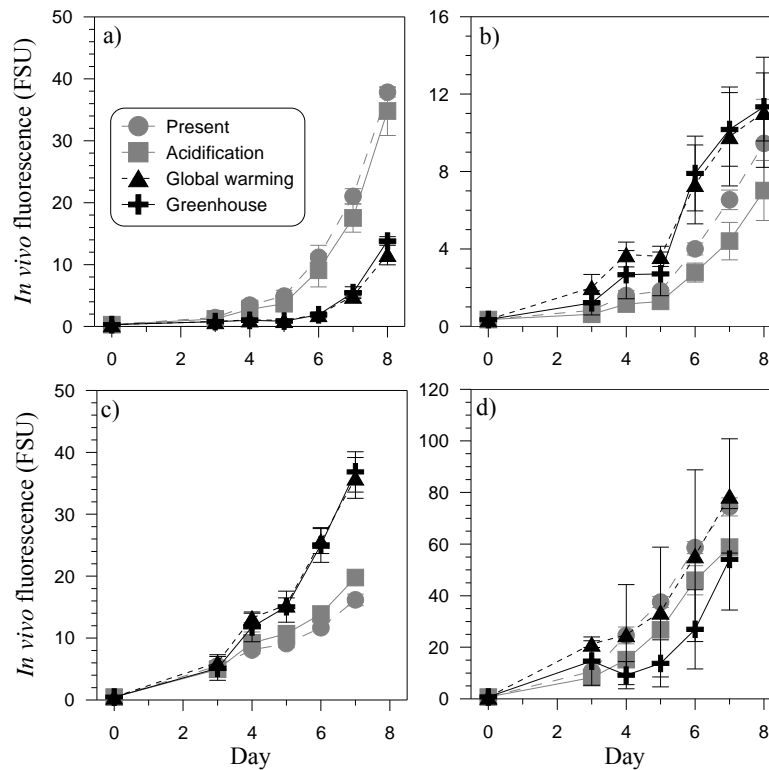 a)
50
40
30
20
10
0
In vivo fluorescence (FSU)
Present
Acidification
Global warming
Greenhouse
0 2 4 6 8
b)
16
12
8
4
0
0 2 4 6 8
c)
50
40
30
20
10
0
In vivo fluorescence (FSU)
0 2 4 6 8
Day
d)
120
100
80
60
40
20
0
0 2 4 6 8
Day